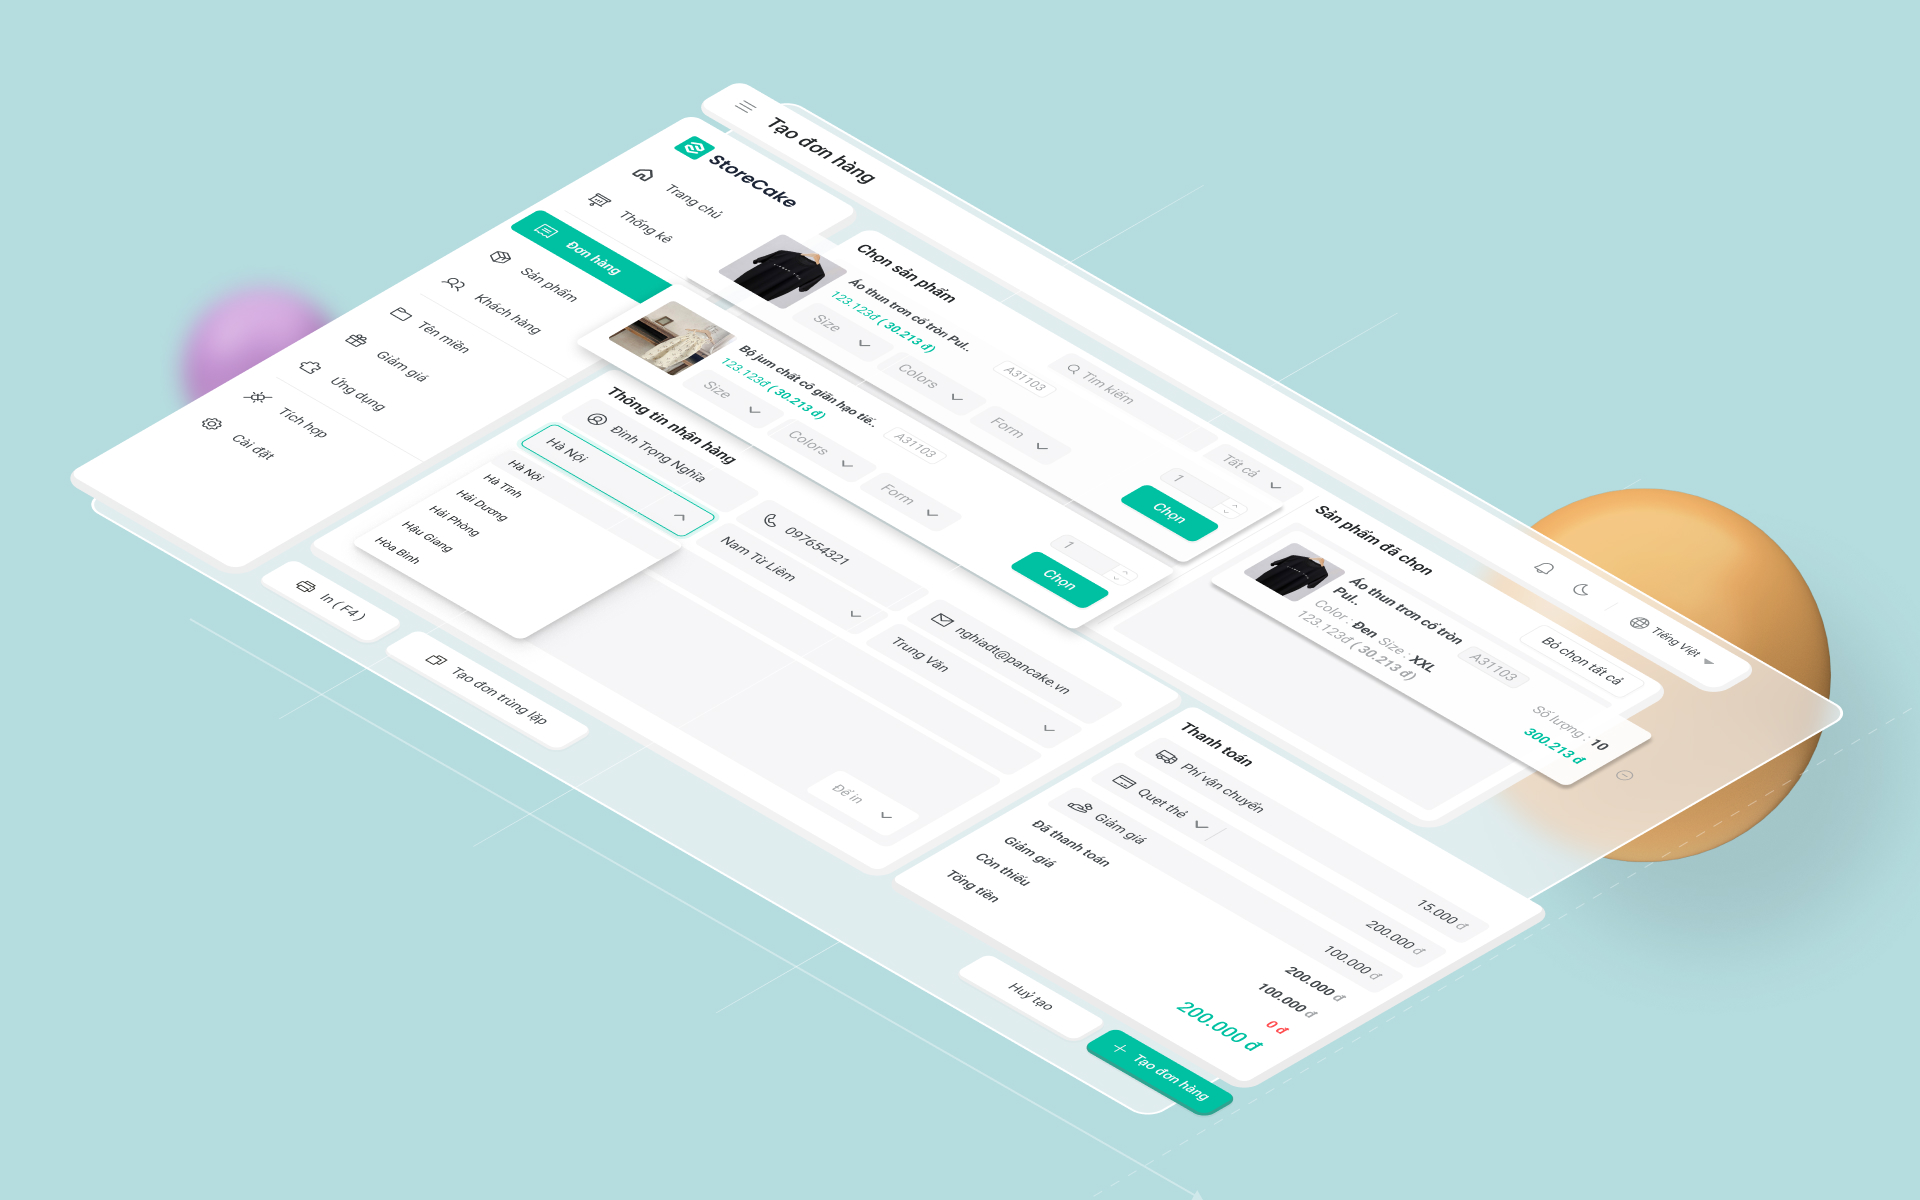 Tạo đơn hàng
StoreCake
Trang chủ
Thống kê
Đơn hàng
Sản phẩm
Khách hàng
Tên miền
Giảm giá
Ứng dụng
Tích hợp
Cài đặt
Chọn sản phẩm
Tìm kiếm
Tất cả
Áo thun trơn cổ tròn Pul..
123.123đ ( 30.213 đ)
A31103
Size
Colors
Form
1
Chọn
Bộ jum chất cô giãn hạo tiế..
123.123đ ( 30.213 đ)
A31103
Size
Colors
Form
1
Chọn
Thông tin nhận hàng
Đinh Trọng Nghĩa
097654321
nghiadt@pancake.vn
Hà Nội
Nam Từ Liêm
Trung Văn
Hà Nội
Hà Tĩnh
Hải Dương
Hải Phòng
Hậu Giang
Hòa Bình
Để in
In ( F4 )
Tạo đơn trùng lặp
Tiếng Việt
Sản phẩm đã chọn
Bỏ chọn tất cả
Áo thun trơn cổ tròn
Pul..
A31103
Color : Đen Size : XXL
123.123đ ( 30.213 đ)
Số lượng : 10
300.213 đ
Thanh toán
Phí vận chuyển
15.000 đ
Quẹt thẻ
200.000 đ
Giảm giá
100.000 đ
Đã thanh toán
200.000 đ
Giảm giá
100.000 đ
Còn thiếu
0 đ
Tổng tiền
200.000 đ
Huỷ tạo
Tạo đơn hàng